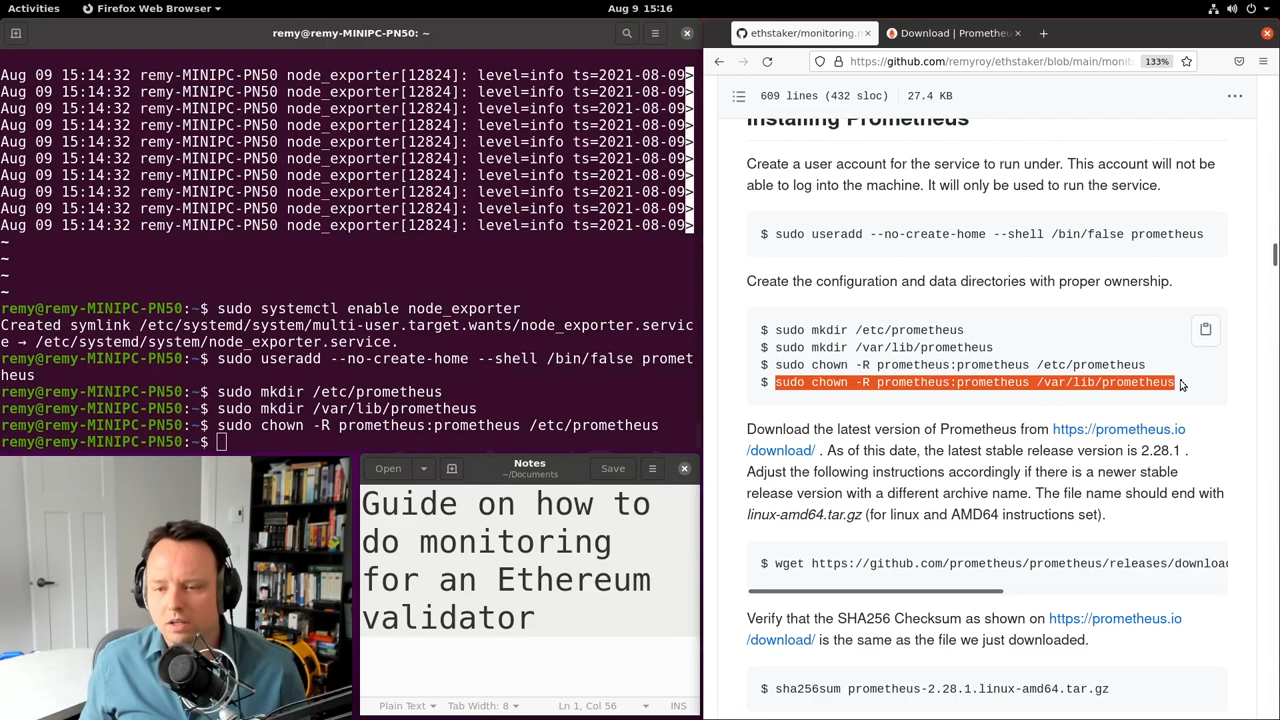 Activities
Firefox Web Browser
Aug 9 15:16
remy@remy-MINIPC-PN50: ~
Aug 09 15:14:32 remy-MINIPC-PN50 node_exporter[12824]: level=info ts=2021-08-09>
Aug 09 15:14:32 remy-MINIPC-PN50 node_exporter[12824]: level=info ts=2021-08-09>
Aug 09 15:14:32 remy-MINIPC-PN50 node_exporter[12824]: level=info ts=2021-08-09>
Aug 09 15:14:32 remy-MINIPC-PN50 node_exporter[12824]: level=info ts=2021-08-09>
Aug 09 15:14:32 remy-MINIPC-PN50 node_exporter[12824]: level=info ts=2021-08-09>
Aug 09 15:14:32 remy-MINIPC-PN50 node_exporter[12824]: level=info ts=2021-08-09>
Aug 09 15:14:32 remy-MINIPC-PN50 node_exporter[12824]: level=info ts=2021-08-09>
Aug 09 15:14:32 remy-MINIPC-PN50 node_exporter[12824]: level=info ts=2021-08-09>
Aug 09 15:14:32 remy-MINIPC-PN50 node_exporter[12824]: level=info ts=2021-08-09>
Aug 09 15:14:32 remy-MINIPC-PN50 node_exporter[12824]: level=info ts=2021-08-09>
~
~
~
~
remy@remy-MINIPC-PN50:~$ sudo systemctl enable node_exporter
Created symlink /etc/systemd/system/multi-user.target.wants/node_exporter.servic
e → /etc/systemd/system/node_exporter.service.
remy@remy-MINIPC-PN50:~$ sudo useradd --no-create-home --shell /bin/false promet
heus
remy@remy-MINIPC-PN50:~$ sudo mkdir /etc/prometheus
remy@remy-MINIPC-PN50:~$ sudo mkdir /var/lib/prometheus
remy@remy-MINIPC-PN50:~$ sudo chown -R prometheus:prometheus /etc/prometheus
remy@remy-MINIPC-PN50:~$
Open
Notes
~/Documents
Save
Guide on how to
do monitoring
for an Ethereum
validator
Plain Text
Tab Width: 8
Ln 1, Col 56
INS
ethstaker/monitoring.m
Download | Prometheu
https://github.com/remyroy/ethstaker/blob/main/monit
133%
609 lines (432 sloc)
27.4 KB
Installing Prometheus
Create a user account for the service to run under. This account will not be
able to log into the machine. It will only be used to run the service.
$ sudo useradd --no-create-home --shell /bin/false prometheus
Create the configuration and data directories with proper ownership.
$ sudo mkdir /etc/prometheus
$ sudo mkdir /var/lib/prometheus
$ sudo chown -R prometheus:prometheus /etc/prometheus
$ sudo chown -R prometheus:prometheus /var/lib/prometheus
Download the latest version of Prometheus from https://prometheus.io
/download/ . As of this date, the latest stable release version is 2.28.1 .
Adjust the following instructions accordingly if there is a newer stable
release version with a different archive name. The file name should end with
linux-amd64.tar.gz (for linux and AMD64 instructions set).
$ wget https://github.com/prometheus/prometheus/releases/download
Verify that the SHA256 Checksum as shown on https://prometheus.io
/download/ is the same as the file we just downloaded.
$ sha256sum prometheus-2.28.1.linux-amd64.tar.gz